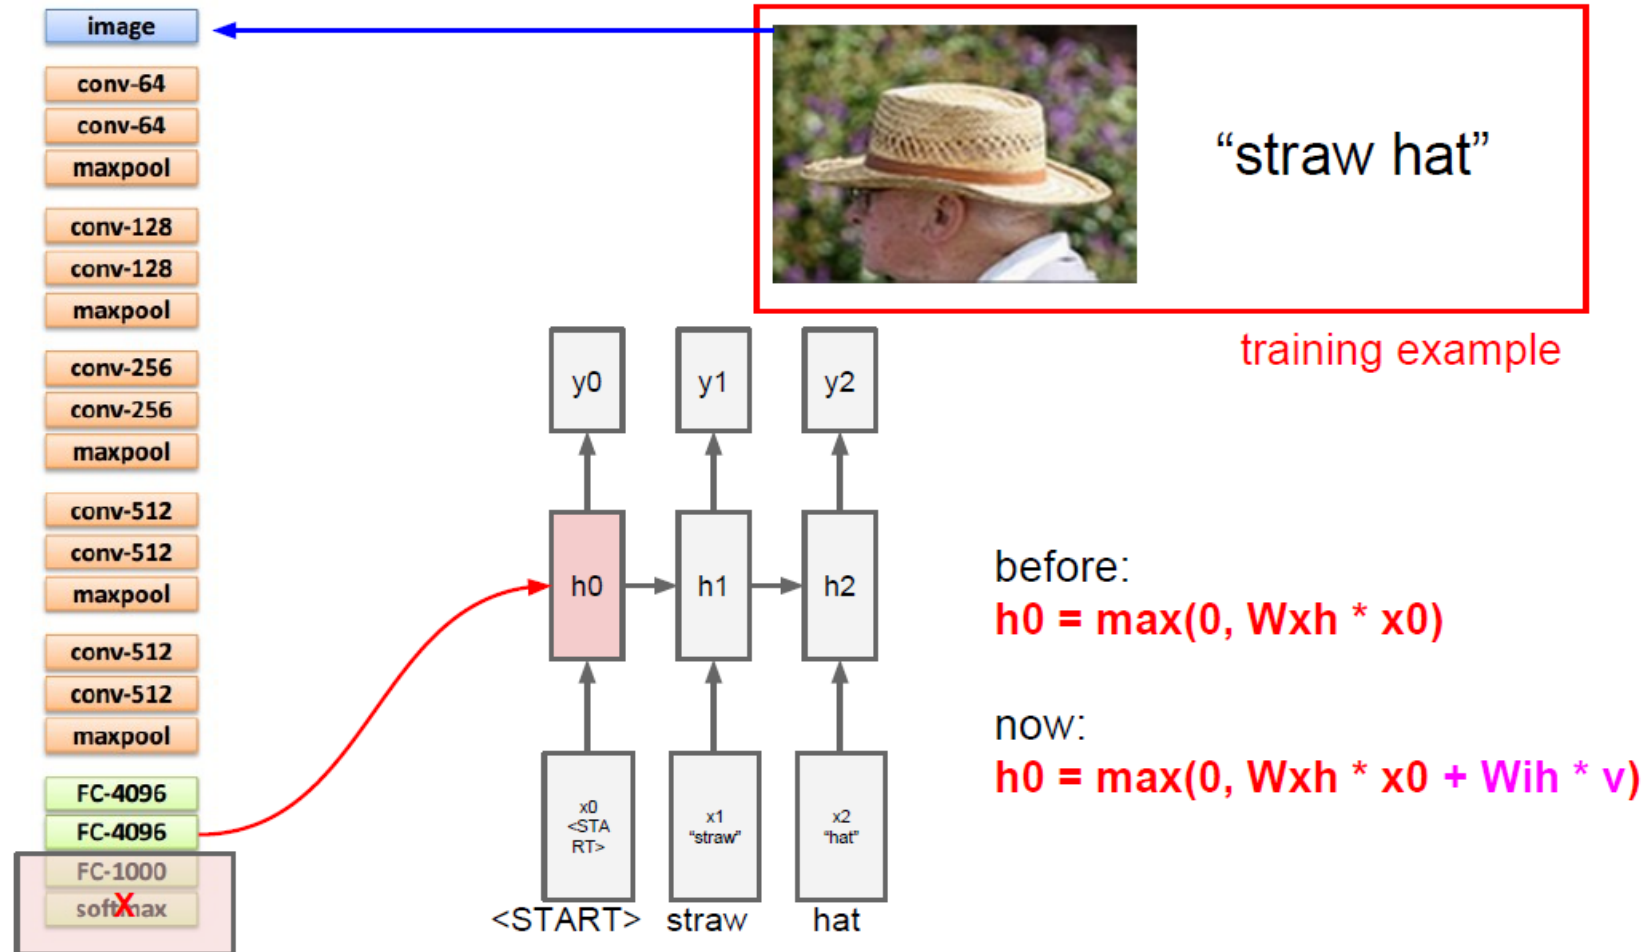 image
conv-64
conv-64
maxpool
conv-128
conv-128
maxpool
conv-256
conv-256
maxpool
conv-512
conv-512
maxpool
conv-512
conv-512
maxpool
FC-4096
FC-4096
FC-1000
softmax
X
“straw hat”
training example
y0
y1
y2
h0
h1
h2
x0
<STA
RT>
x1
“straw”
x2
“hat”
<START>
straw
hat
before:
h0 = max(0, Wxh * x0)
now:
h0 = max(0, Wxh * x0 + Wih * v)